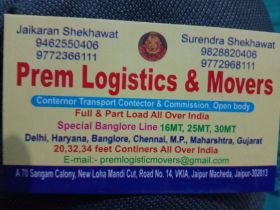 Jaikaran Shekhawat
9462550406
9772366111
Surendra Shekhawat
9828820406
9772968111
Prem Logistics & Movers
Conternor Transport Contector & Commission, Open body
Full & Part Load All Over India
Special Banglore Line 16MT, 25MT, 30MT
Delhi, Haryana, Banglore, Chennai, M.P., Maharshtra, Gujarat
20,32,34 feet Continers All Over India
E-mail:- premlogisticmovers@gmail.com
A 70 Sangam Calony, New Loha Mandi Cut, Road No. 14, VKIA, Jaipur Macheda, Jaipur-302013